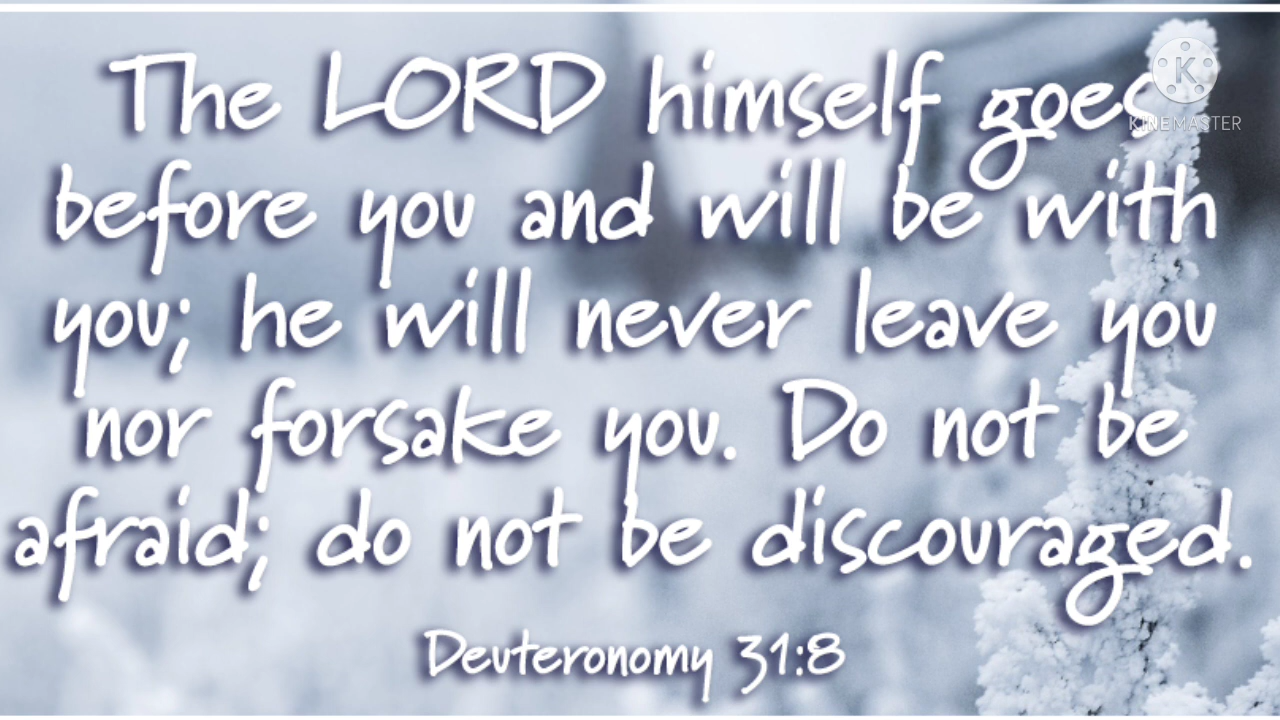 The LORD himself goes
KINEMASTER
before you and will be with
you; he will never leave you
nor forsake you. Do not be
afraid; do not be discouraged.
Deuteronomy 31:8